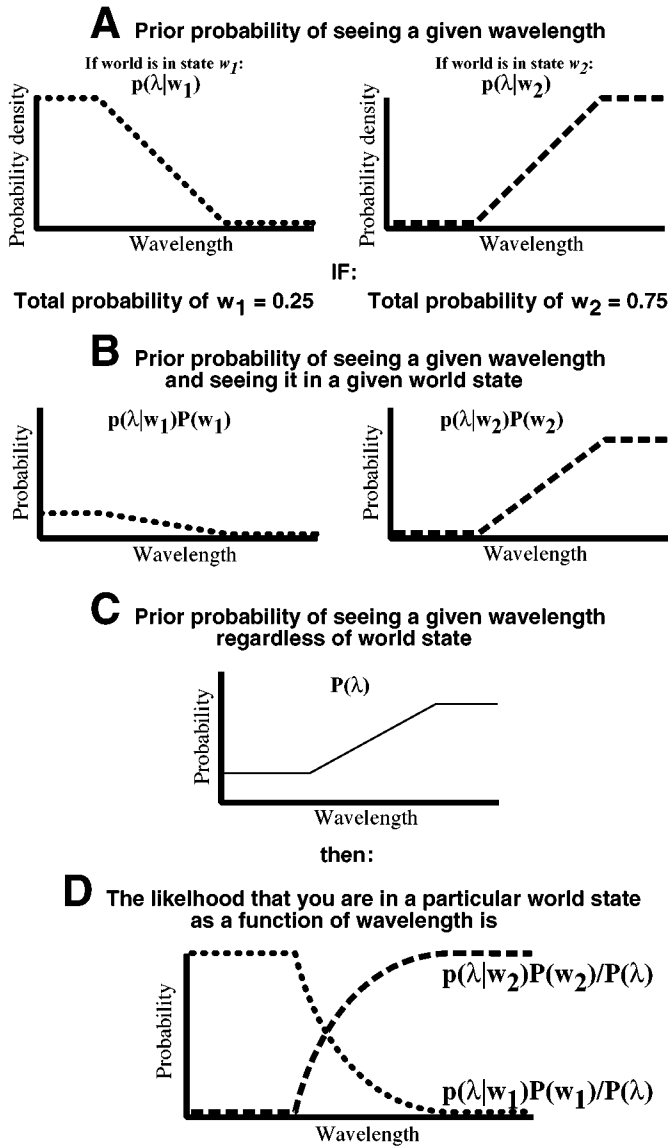 A Prior probability of seeing a given wavelength
If world is in state w1:
p(λ|w1)
Probability density
Wavelength
If world is in state w2:
p(λ|w2)
Probability density
Wavelength
IF:
Total probability of w1 = 0.25
Total probability of w2 = 0.75
B Prior probability of seeing a given wavelength
and seeing it in a given world state
p(λ|w1)P(w1)
Probability
Wavelength
p(λ|w2)P(w2)
Probability
Wavelength
C Prior probability of seeing a given wavelength
regardless of world state
P(λ)
Probability
Wavelength
then:
D The likelhood that you are in a particular world state
as a function of wavelength is
p(λ|w2)P(w2)/P(λ)
Probability
p(λ|w1)P(w1)/P(λ)
Wavelength